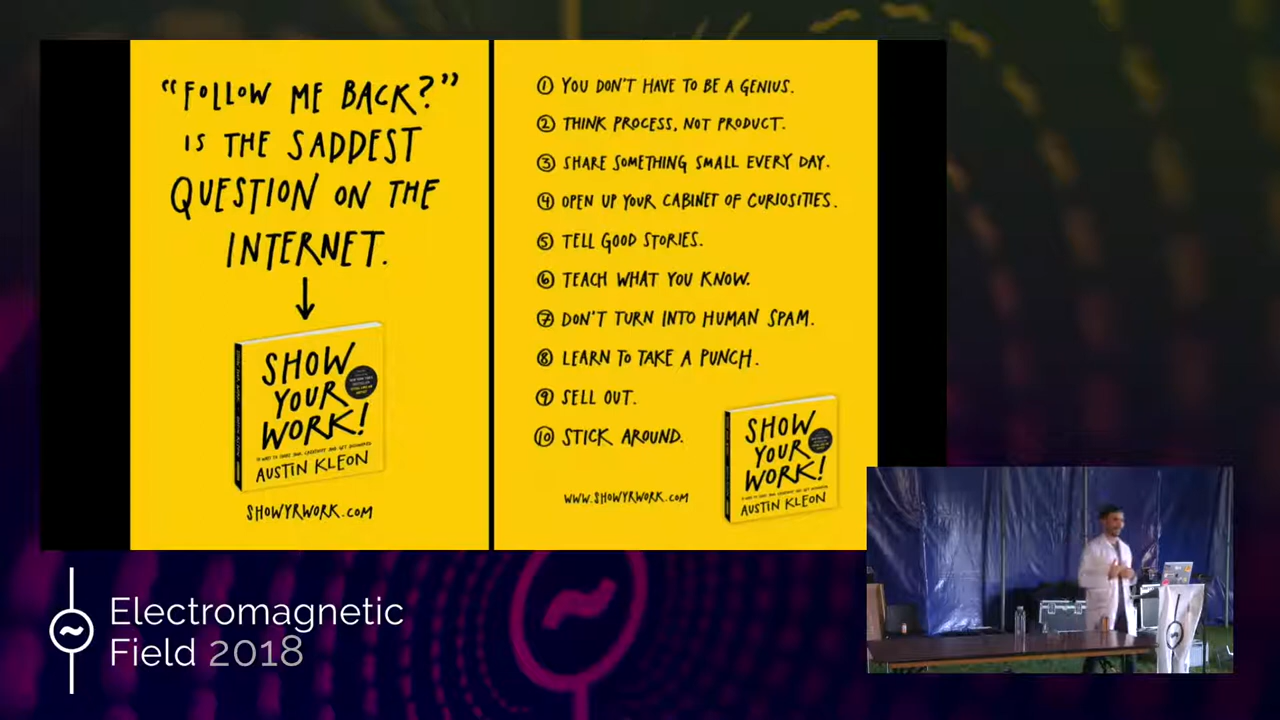 “FOLLOW ME BACK?”
IS THE SADDEST
QUESTION ON THE
INTERNET.
SHOW
YOUR
WORK!
AUSTIN KLEON
SHOWYRWORK.COM
① YOU DON'T HAVE TO BE A GENIUS.
② THINK PROCESS, NOT PRODUCT.
③ SHARE SOMETHING SMALL EVERY DAY.
④ OPEN UP YOUR CABINET OF CURIOSITIES.
⑤ TELL GOOD STORIES.
⑥ TEACH WHAT YOU KNOW.
⑦ DON'T TURN INTO HUMAN SPAM.
⑧ LEARN TO TAKE A PUNCH.
⑨ SELL OUT.
⑩ STICK AROUND.
WWW.SHOWYRWORK.COM
SHOW
YOUR
WORK!
AUSTIN KLEON
Electromagnetic
Field 2018